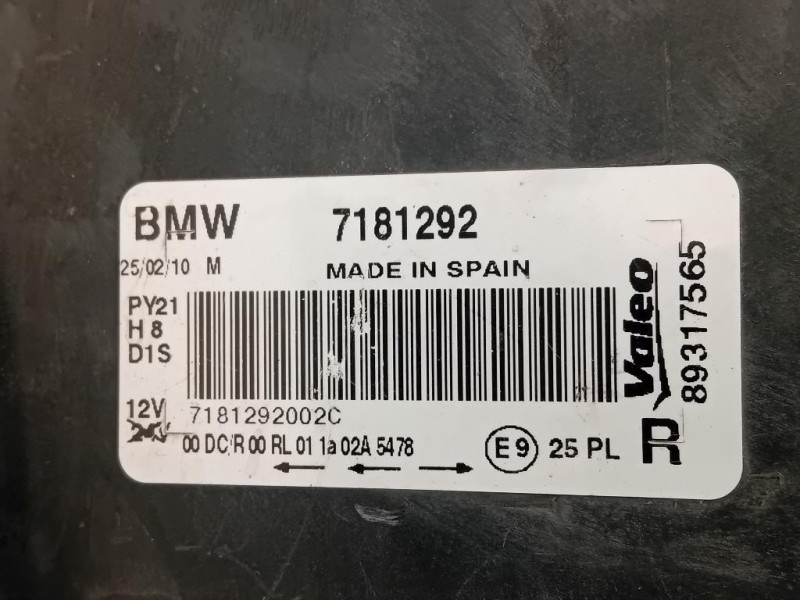 BMW 7181292
25/02/10 M MADE IN SPAIN
PY21
H8
D1S
12V
7181292002C
00 DC/R 00 RL 01 1a 02A 5478
E9 25 PL
R
Valeo
89317565